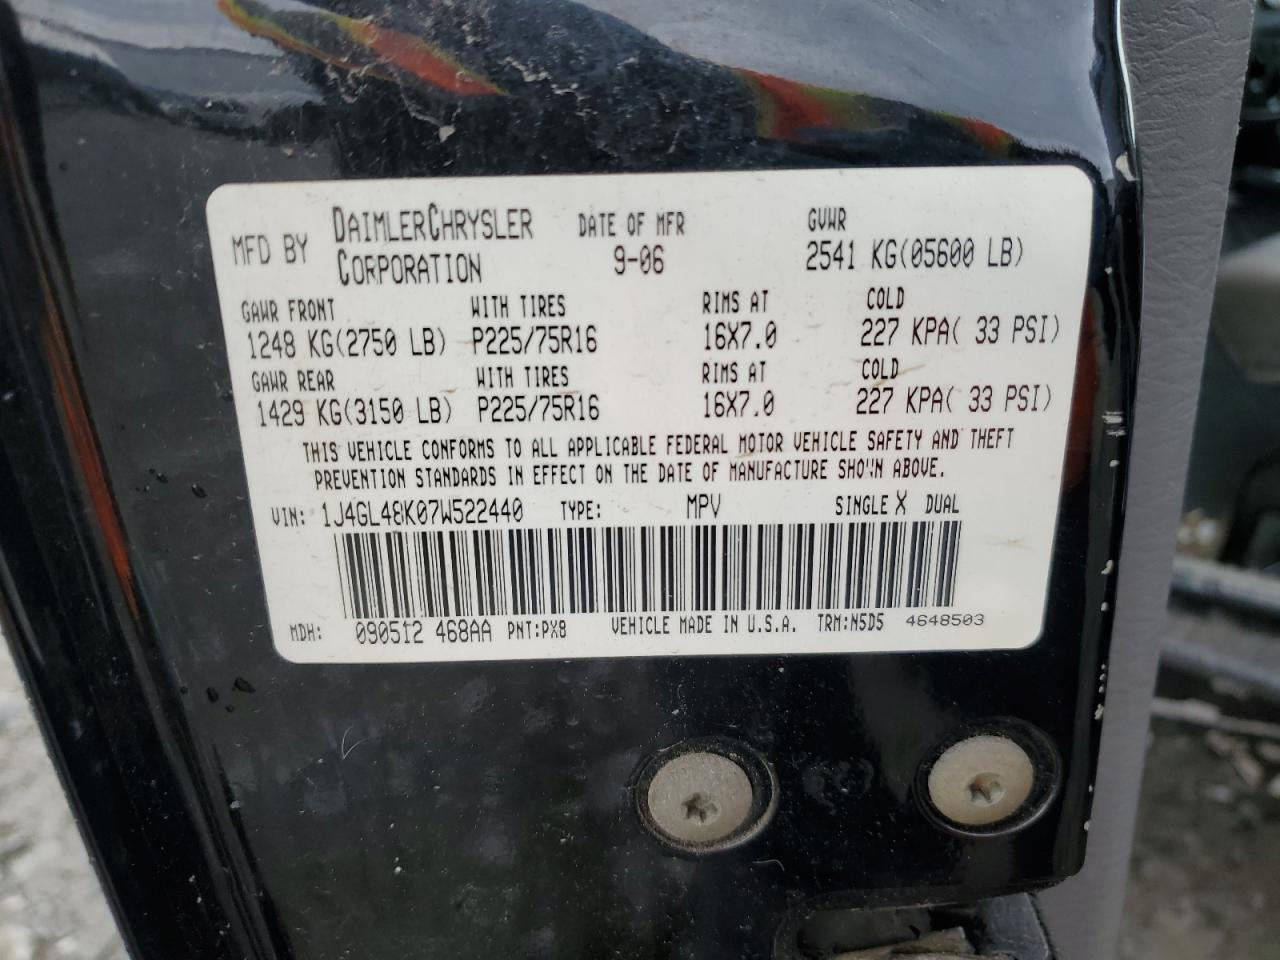 MFD BY DAIMLERCHRYSLER CORPORATION DATE OF MFR 9-06 GVWR 2541 KG(05600 LB)
GAWR FRONT WITH TIRES RIMS AT COLD
1248 KG(2750 LB) P225/75R16 16X7.0 227 KPA( 33 PSI)
GAWR REAR WITH TIRES RIMS AT COLD
1429 KG(3150 LB) P225/75R16 16X7.0 227 KPA( 33 PSI)
THIS VEHICLE CONFORMS TO ALL APPLICABLE FEDERAL MOTOR VEHICLE SAFETY AND THEFT
PREVENTION STANDARDS IN EFFECT ON THE DATE OF MANUFACTURE SHOWN ABOVE.
VIN: 1J4GL48K07W522440 TYPE: MPV SINGLE X DUAL
MDH: 090512 468AA PNT:PX8 VEHICLE MADE IN U.S.A. TRM:N5D5 4648503